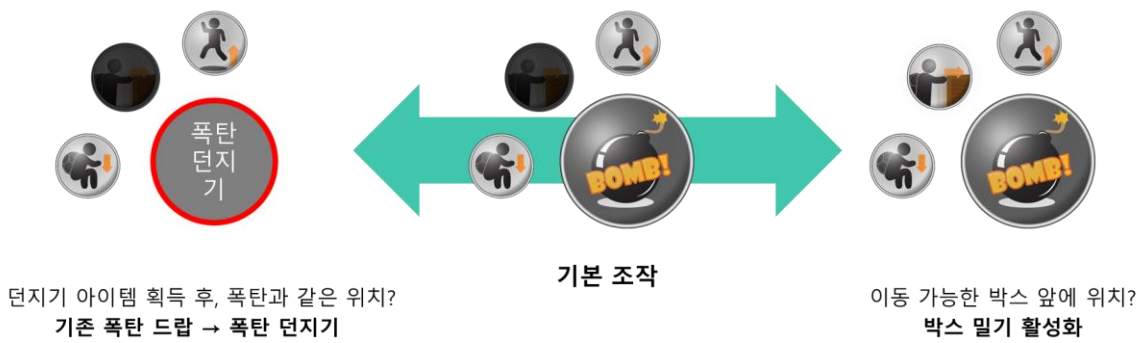 폭탄
던지
기
BOMB!
BOMB!
기본 조작
던지기 아이템 획득 후, 폭탄과 같은 위치?
기존 폭탄 드랍 → 폭탄 던지기
이동 가능한 박스 앞에 위치?
박스 밀기 활성화